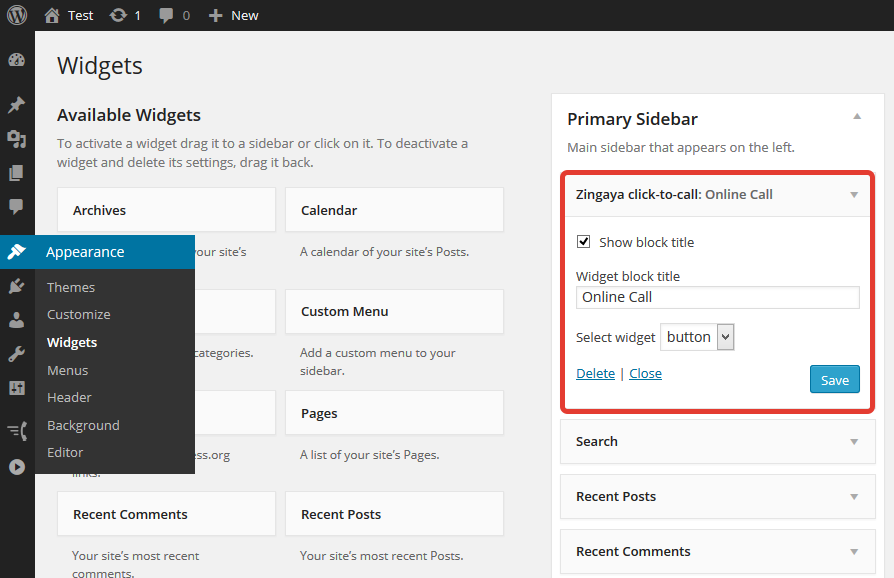 Test 1 0 New
Widgets
Available Widgets
To activate a widget drag it to a sidebar or click on it. To deactivate a
widget and delete its settings, drag it back.
Archives
Calendar
your site's
A calendar of your site's Posts.
Appearance
Themes
Customize
Widgets
Menus
Header
Background
Editor
Custom Menu
categories.
Add a custom menu to your
sidebar.
Pages
ess.org
links.
A list of your site's Pages.
Recent Comments
Recent Posts
Your site's most recent
comments.
Your site's most recent Posts.
Primary Sidebar
Main sidebar that appears on the left.
Zingaya click-to-call: Online Call
Show block title
Widget block title
Online Call
Select widget button
Delete | Close
Save
Search
Recent Posts
Recent Comments